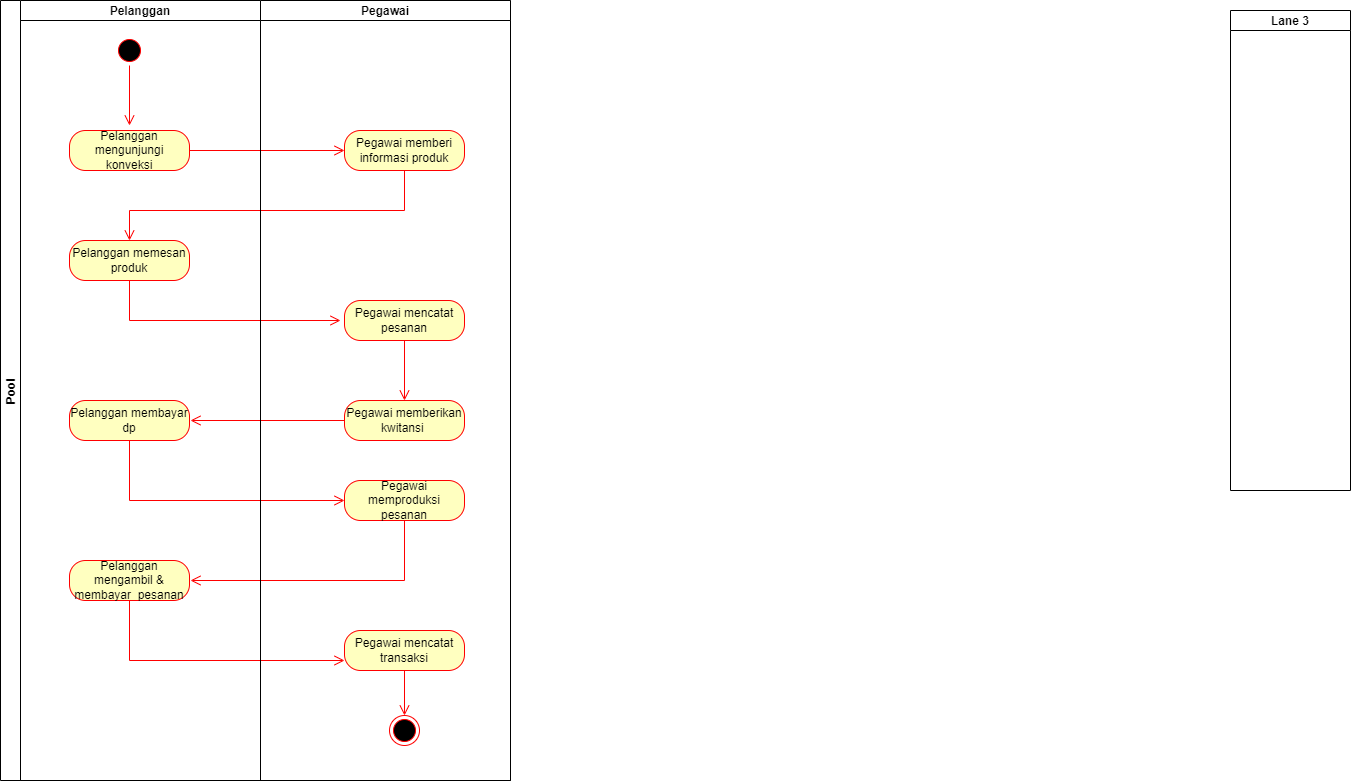 Pelanggan
Pegawai
Lane 3
Pool
Pelanggan
mengunjungi
konveksi
Pegawai memberi
informasi produk
Pelanggan memesan
produk
Pegawai mencatat
pesanan
Pelanggan membayar
dp
Pegawai memberikan
kwitansi
Pegawai
memproduksi
pesanan
Pelanggan
mengambil &
membayar pesanan
Pegawai mencatat
transaksi